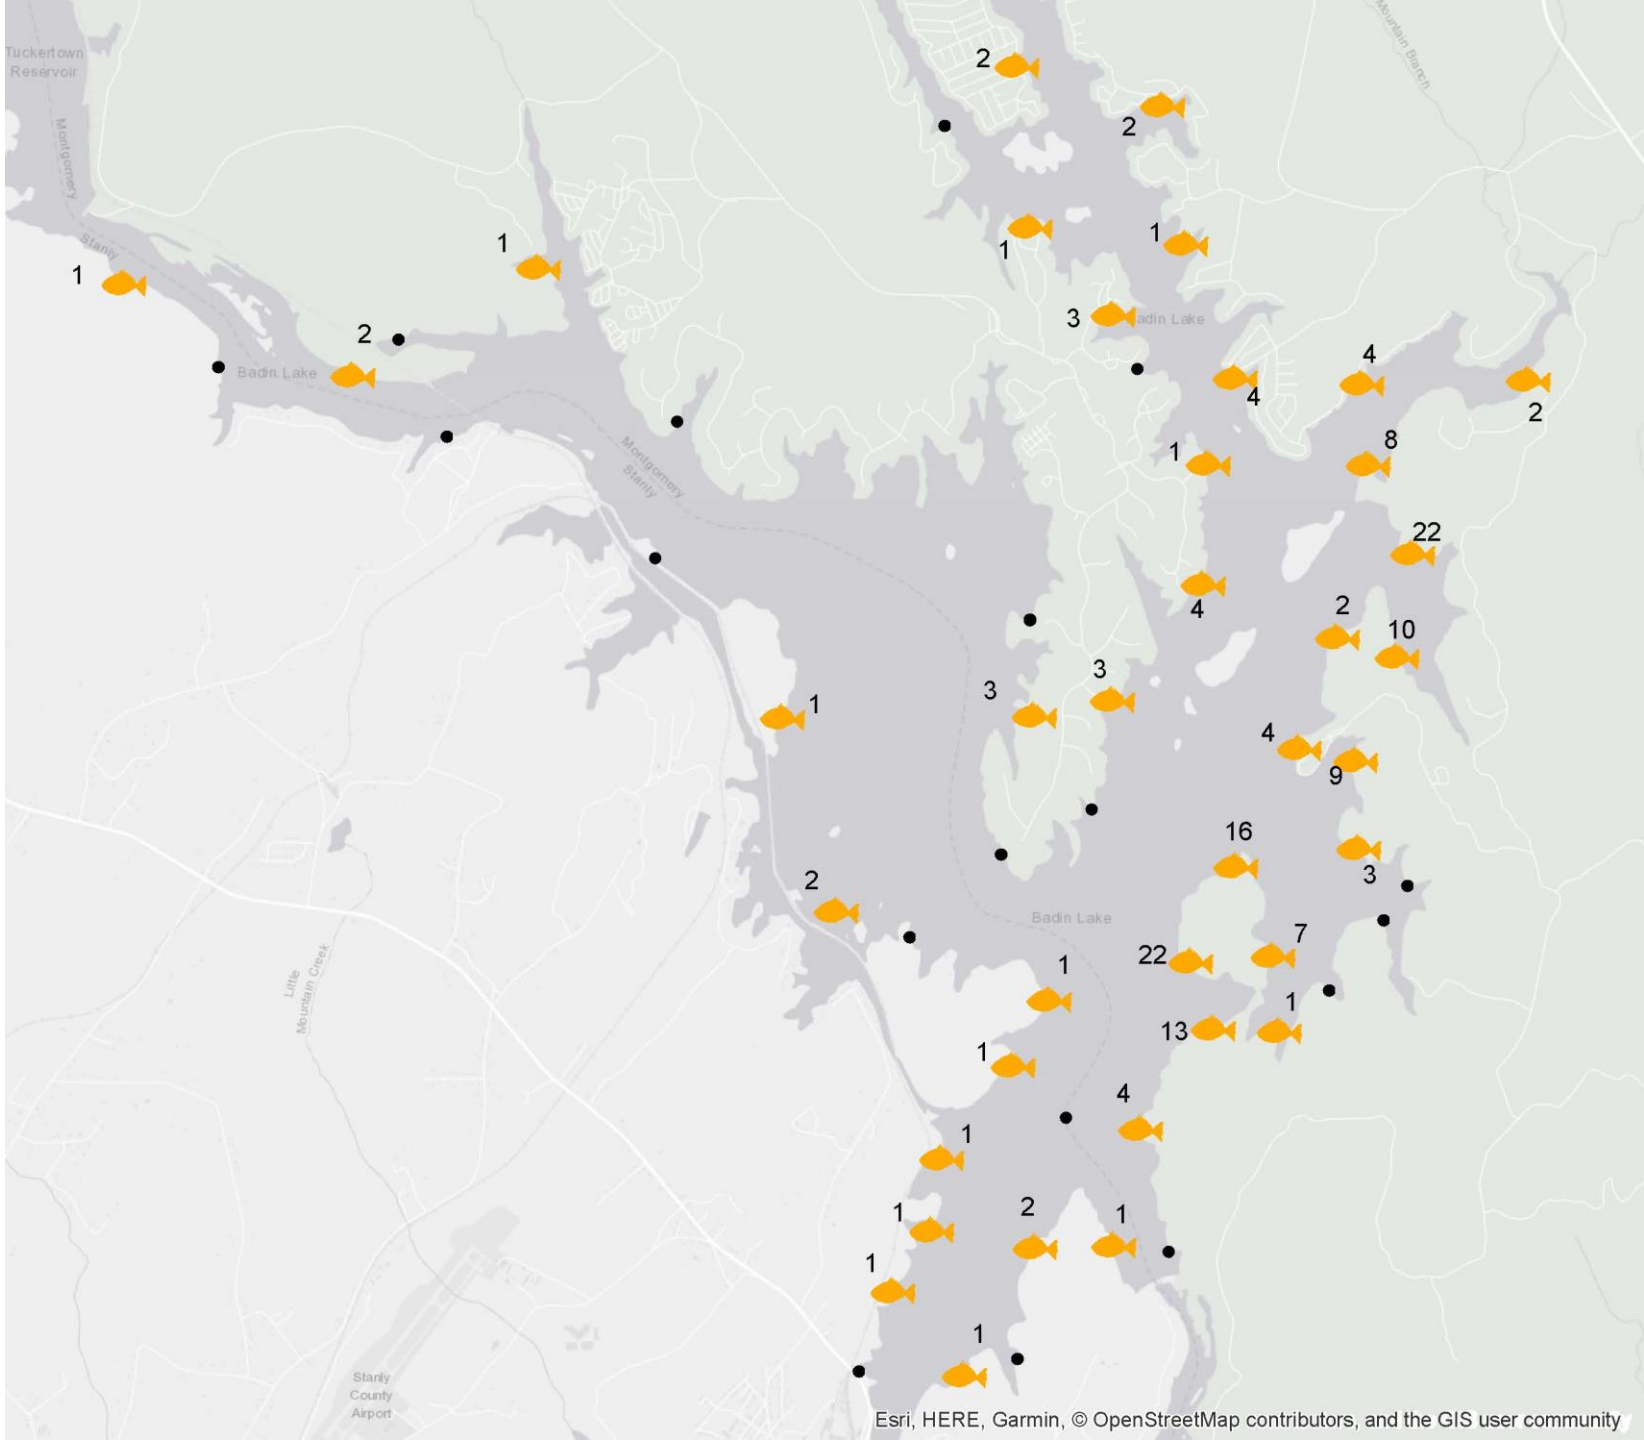 Tuckertown
Reservoir
Mountain Branch
2
2
Montgomery
Stanly
1
1
1
1
2
Badin Lake
3
adin Lake
4
4
2
1
8
Montgomery
Stanly
22
4
2
10
3
3
1
4
9
16
2
3
Badin Lake
22
7
1
Little
Mountain Creek
13
1
1
4
1
1
2
1
1
1
Stanly
County
Airport
Esri, HERE, Garmin, © OpenStreetMap contributors, and the GIS user community